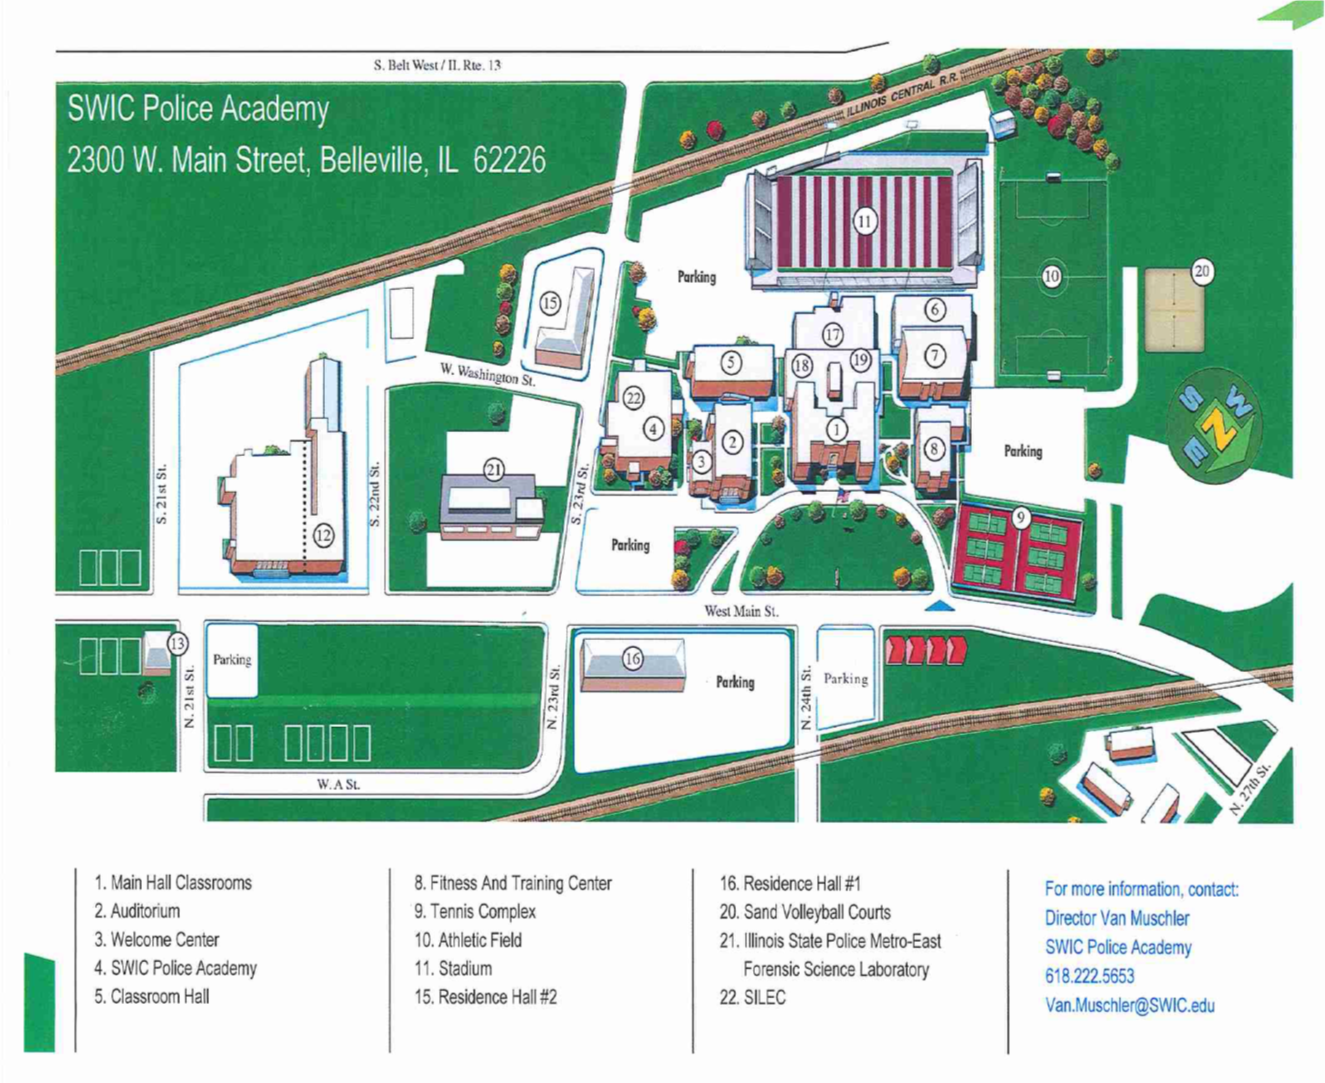 S. Belt West / Il. Rte. 13
SWIC Police Academy
2300 W. Main Street, Belleville, IL 62226
ILLINOIS CENTRAL R.R.
11
Parking
10
20
15
6
17
7
5
18
19
W. Washington St.
22
4
2
3
1
8
Parking
S
W
N
E
21
S. 21st St.
S. 22nd St.
S. 23rd St.
12
Parking
9
West Main St.
13
Parking
N. 21st St.
16
Parking
N. 23rd St.
N. 24th St.
Parking
W. A St.
N. 27th St.
1. Main Hall Classrooms
2. Auditorium
3. Welcome Center
4. SWIC Police Academy
5. Classroom Hall
8. Fitness And Training Center
9. Tennis Complex
10. Athletic Field
11. Stadium
15. Residence Hall #2
16. Residence Hall #1
20. Sand Volleyball Courts
21. Illinois State Police Metro-East
Forensic Science Laboratory
22. SILEC
For more information, contact:
Director Van Muschler
SWIC Police Academy
618.222.5653
Van.Muschler@SWIC.edu